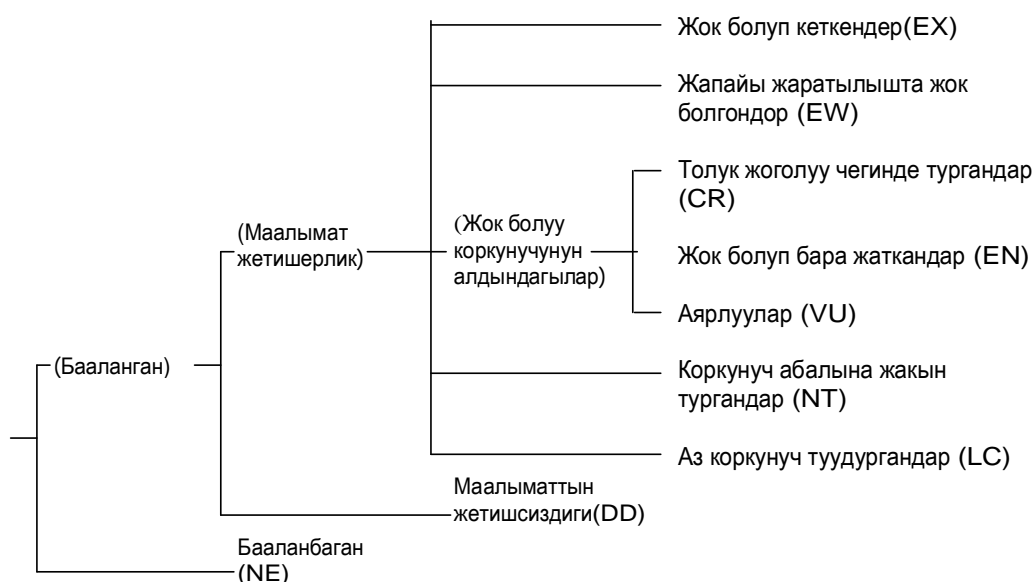 Жок болуп кеткендер(EX)
Жапайы жаратылышта жок
болгондор (EW)
Толук жоголуу чегинде тургандар
(CR)
(Маалымат
жетишерлик)
(Жок болуу
коркунучунун
алдындагылар)
Жок болуп бара жаткандар (EN)
Аярлуулар (VU)
(Бааланган)
Коркунуч абалына жакын
тургандар (NT)
Аз коркунуч туудургандар (LC)
Маалыматтын
жетишсиздиги(DD)
Бааланбаган
(NE)